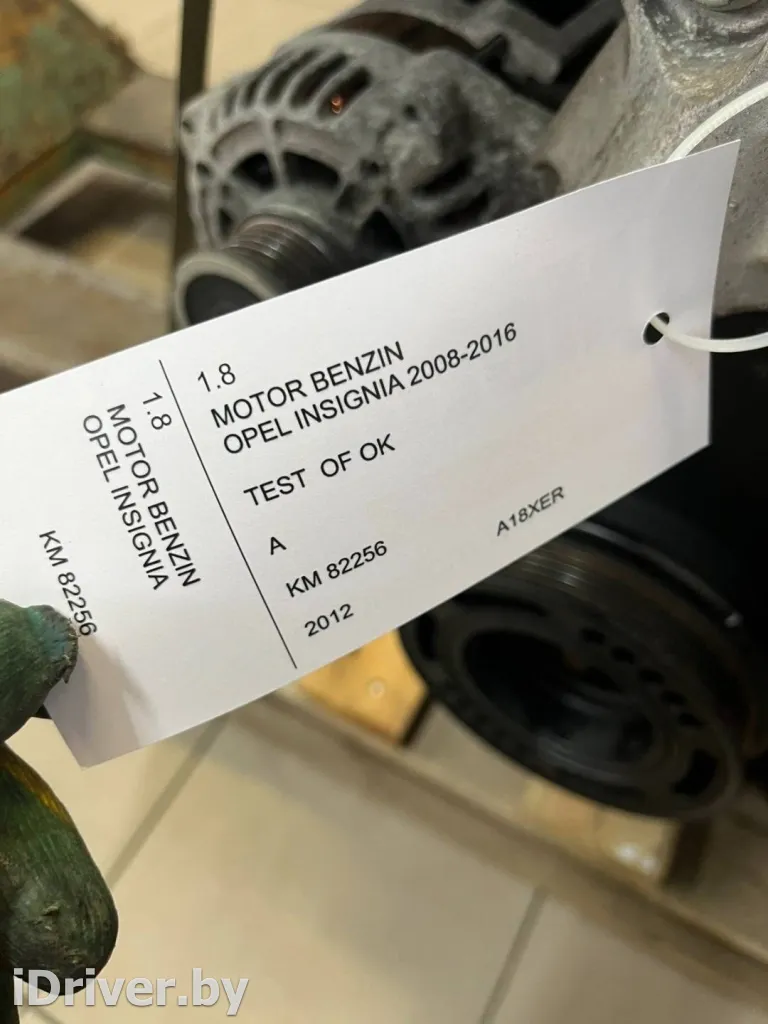 1.8
MOTOR BENZIN
OPEL INSIGNIA
KM 82256
1.8
MOTOR BENZIN
OPEL INSIGNIA 2008-2016
TEST OF OK
A
KM 82256
A18XER
2012
iDriver.by